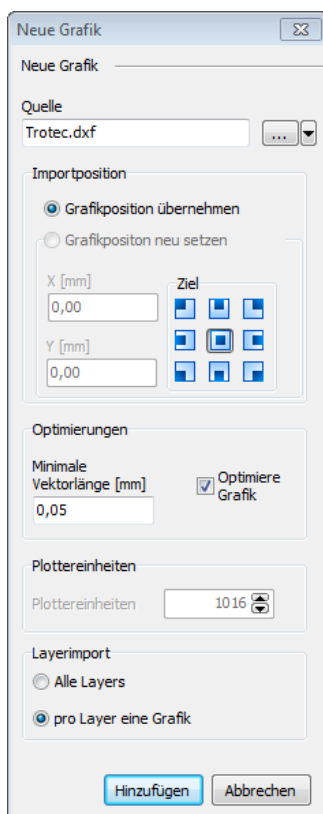 Neue Grafik
Neue Grafik
Quelle
Trotec.dxf
...
Importposition
Grafikposition übernehmen
Grafikpositon neu setzen
X [mm]
0,00
Ziel
Y [mm]
0,00
Optimierungen
Minimale
Vektorlänge [mm]
0,05
Optimiere
Grafik
Plottereinheiten
Plottereinheiten
1016
Layerimport
Alle Layers
pro Layer eine Grafik
Hinzufügen
Abbrechen